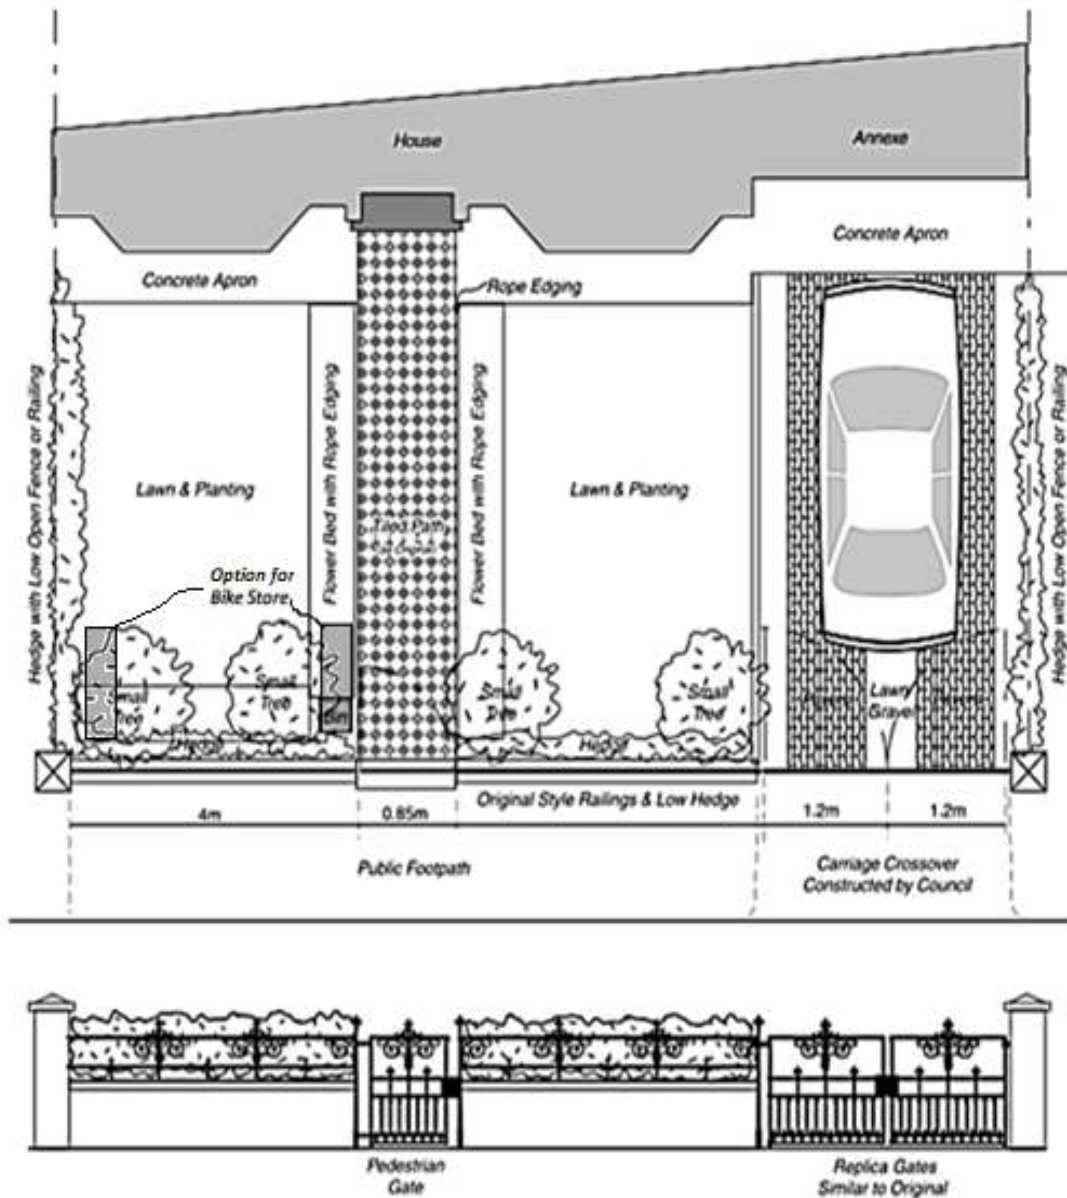 House
Annexe
Concrete Apron
Concrete Apron
Rope Edging
Hedge with Low Open Fence or Railing
Flower Bed with Rope Edging
Flower Bed with Rope Edging
Hedge with Low Open Fence or Railing
Lawn & Planting
Lawn & Planting
Tiled Path
Option for
Bike Store
Small
Tree
Small
Tree
Small
Tree
Small
Tree
Bin
Lawn
Gravel
Hedge
Hedge
Original Style Railings & Low Hedge
4m
0.85m
1.2m
1.2m
Public Footpath
Carriage Crossover
Constructed by Council
Pedestrian
Gate
Replica Gates
Similar to Original